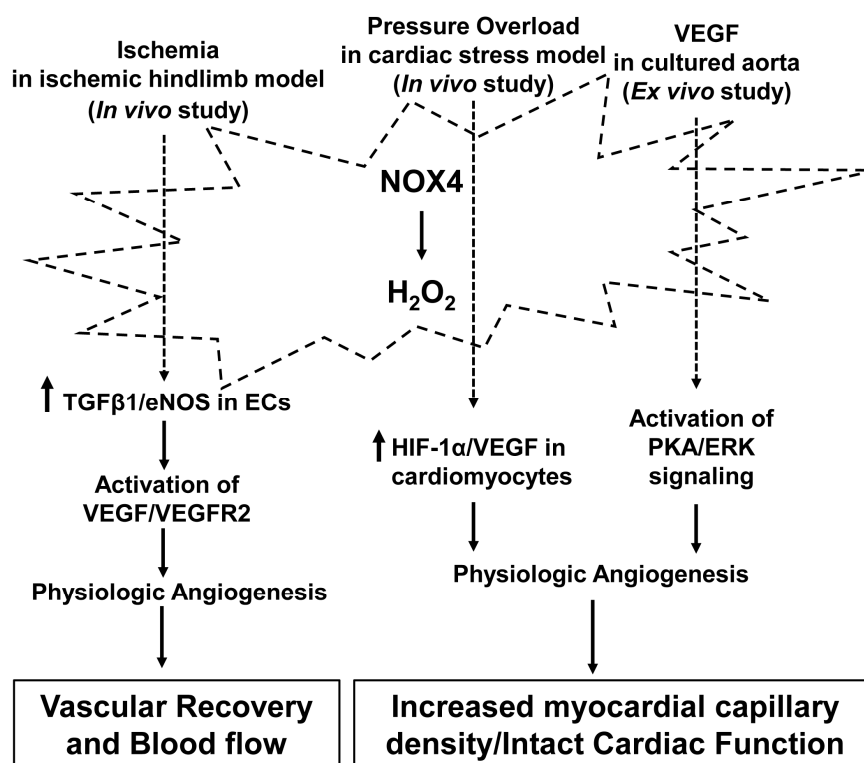 Ischemia
in ischemic hindlimb model
(In vivo study)
Pressure Overload
in cardiac stress model
(In vivo study)
VEGF
in cultured aorta
(Ex vivo study)
NOX4
H₂O₂
TGFβ1/eNOS in ECs
Activation of
VEGF/VEGFR2
Physiologic Angiogenesis
HIF-1α/VEGF in
cardiomyocytes
Activation of
PKA/ERK
signaling
Physiologic Angiogenesis
Vascular Recovery
and Blood flow
Increased myocardial capillary
density/Intact Cardiac Function